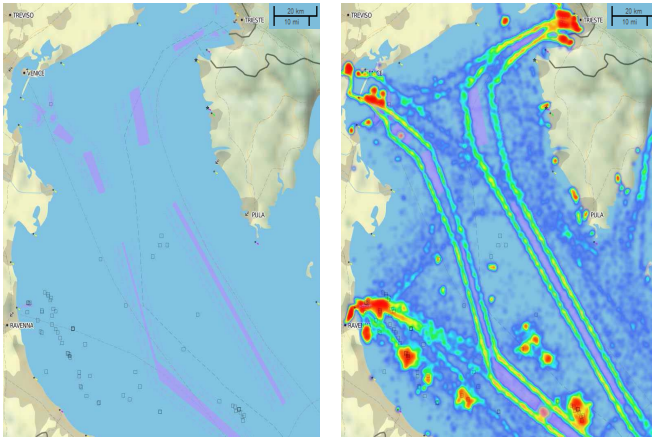 TREVISO
TRIESTE
20 km
10 mi
VENICE
PULA
RAVENNA
TREVISO
TRIESTE
20 km
10 mi
PULA